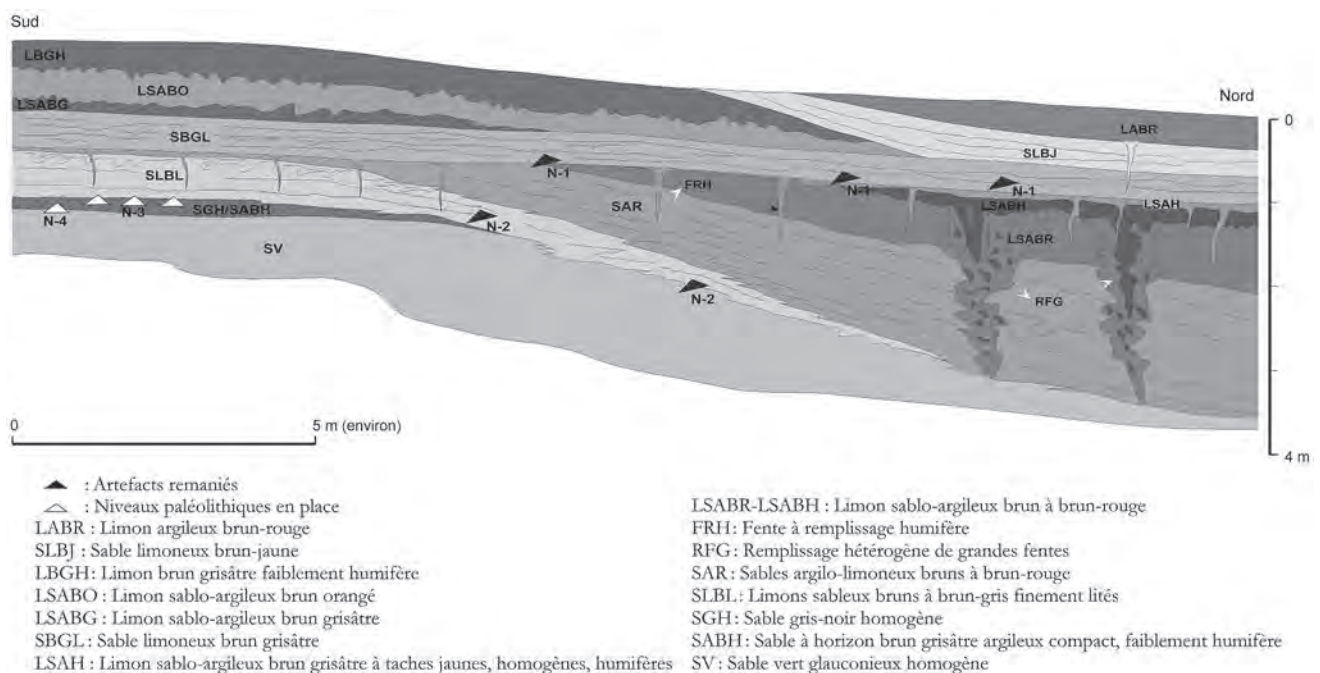 Sud
LBGH
LSABO
LSABG
Nord
0
LABR
SBGL
SLBJ
SLBL
N-1
FRH
N-1
N-1
LSABH
LSAH
SAR
N-4
N-3
SGH/SABH
N-2
LSABR
SV
N-2
RFG
0
5 m (environ)
4 m
: Artefacts remaniés
: Niveaux paléolithiques en place
LABR : Limon argileux brun-rouge
SLBJ : Sable limoneux brun-jaune
LBGH : Limon brun grisâtre faiblement humifère
LSABO : Limon sablo-argileux brun orangé
LSABG : Limon sablo-argileux brun grisâtre
SBGL : Sable limoneux brun grisâtre
LSAH : Limon sablo-argileux brun grisâtre à taches jaunes, homogènes, humifères
LSABR-LSABH : Limon sablo-argileux brun à brun-rouge
FRH : Fente à remplissage humifère
RFG : Remplissage hétérogène de grandes fentes
SAR : Sables argilo-limoneux bruns à brun-rouge
SLBL : Limons sableux bruns à brun-gris finement lités
SGH : Sable gris-noir homogène
SABH : Sable à horizon brun grisâtre argileux compact, faiblement humifère
SV : Sable vert glauconieux homogène